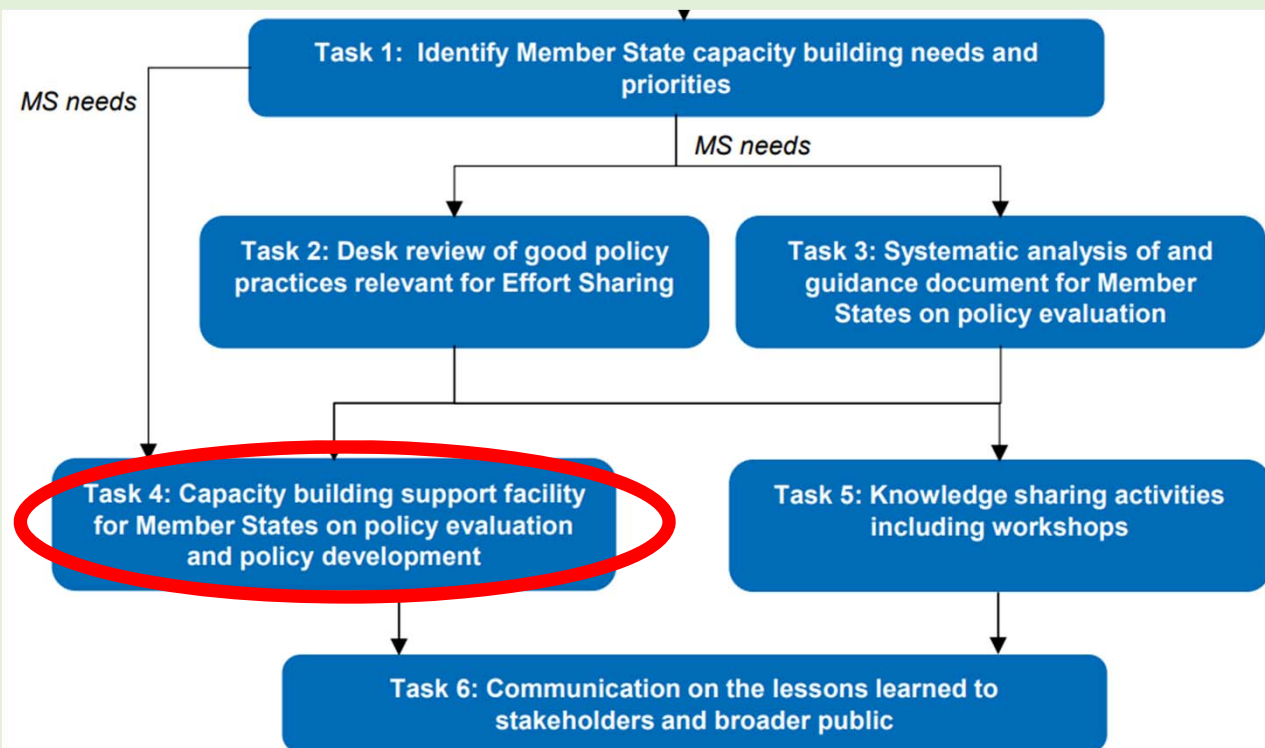 Task 1: Identify Member State capacity building needs and
priorities
MS needs
MS needs
Task 2: Desk review of good policy
practices relevant for Effort Sharing
Task 3: Systematic analysis of and
guidance document for Member
States on policy evaluation
Task 4: Capacity building support facility
for Member States on policy evaluation
and policy development
Task 5: Knowledge sharing activities
including workshops
Task 6: Communication on the lessons learned to
stakeholders and broader public